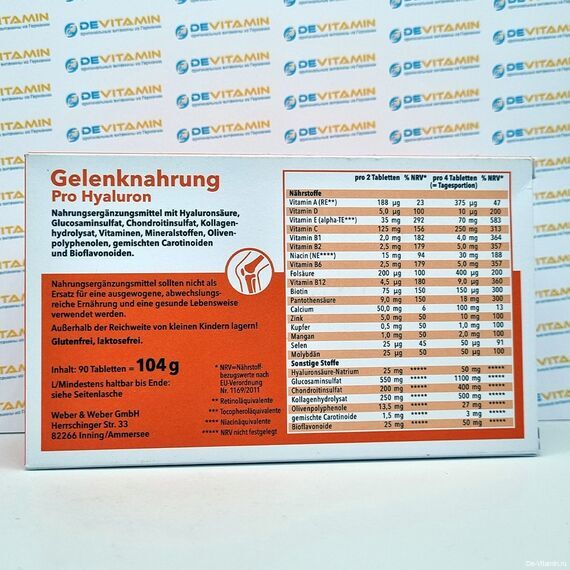 DEVITAMIN
оригинальные витамины из Германии
Gelenknahrung
Pro Hyaluron
Nahrungsergänzungsmittel mit Hyaluronsäure,
Glucosaminsulfat, Chondroitinsulfat, Kollagen-
hydrolysat, Vitaminen, Mineralstoffen, Oliven-
polyphenolen, gemischten Carotinoiden
und Bioflavonoiden.
Nahrungsergänzungsmittel sollten nicht als
Ersatz für eine ausgewogene, abwechslungs-
reiche Ernährung und eine gesunde Lebensweise
verwendet werden.
Außerhalb der Reichweite von kleinen Kindern lagern!
Glutenfrei, laktosefrei.
Inhalt: 90 Tabletten = 104 g
L/Mindestens haltbar bis Ende:
siehe Seitenlasche
Weber & Weber GmbH
Herrschinger Str. 33
82266 Inning/Ammersee
* NRV=Nährstoff-
bezugswerte nach
EU-Verordnung
Nr. 1169/2011
** Retinoläquivalente
*** Tocopheroläquivalente
**** Niacinäquivalente
***** NRV nicht festgelegt
pro 2 Tabletten % NRV* pro 4 Tabletten % NRV*
(= Tagesportion)
Nährstoffe
Vitamin A (RE**) 188 µg 23 375 µg 47
Vitamin D 5,0 µg 100 10 µg 200
Vitamin E (alpha-TE***) 35 mg 292 70 mg 583
Vitamin C 125 mg 156 250 mg 313
Vitamin B1 2,0 mg 182 4,0 mg 364
Vitamin B2 2,5 mg 179 5,0 mg 357
Niacin (NE****) 15 mg 94 30 mg 188
Vitamin B6 2,5 mg 179 5,0 mg 357
Folsäure 200 µg 100 400 µg 200
Vitamin B12 4,5 µg 180 9,0 µg 360
Biotin 75 µg 150 150 µg 300
Pantothensäure 9,0 mg 150 18 mg 300
Calcium 50,0 mg 6 100 mg 13
Zink 5,0 mg 50 10 mg 100
Kupfer 0,5 mg 50 1,0 mg 100
Mangan 1,0 mg 50 2,0 mg 100
Selen 25 µg 45 50 µg 91
Molybdän 25 µg 50 50 µg 100
Sonstige Stoffe
Hyaluronsäure-Natrium 25 mg ***** 50 mg *****
Glucosaminsulfat 550 mg ***** 1100 mg *****
Chondroitinsulfat 200 mg ***** 400 mg *****
Kollagenhydrolysat 250 mg ***** 500 mg *****
Olivenpolyphenole 13,5 mg ***** 27 mg *****
gemischte Carotinoide 1,5 mg ***** 3 mg *****
Bioflavonoide 25 mg ***** 50 mg *****
De-Vitamin.ru